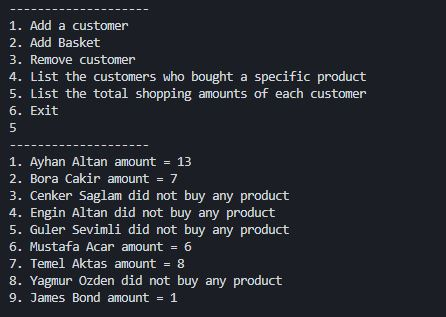 --------------------
1. Add a customer
2. Add Basket
3. Remove customer
4. List the customers who bought a specific product
5. List the total shopping amounts of each customer
6. Exit
5
--------------------
1. Ayhan Altan amount = 13
2. Bora Cakir amount = 7
3. Cenker Saglam did not buy any product
4. Engin Altan did not buy any product
5. Guler Sevimli did not buy any product
6. Mustafa Acar amount = 6
7. Temel Aktas amount = 8
8. Yagmur Ozden did not buy any product
9. James Bond amount = 1